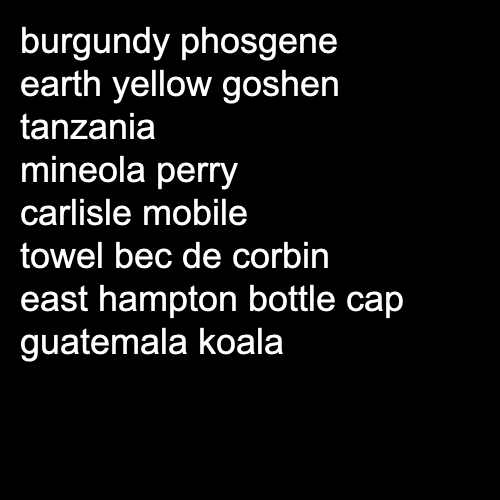 burgundy phosgene
earth yellow goshen
tanzania
mineola perry
carlisle mobile
towel bec de corbin
east hampton bottle cap
guatemala koala